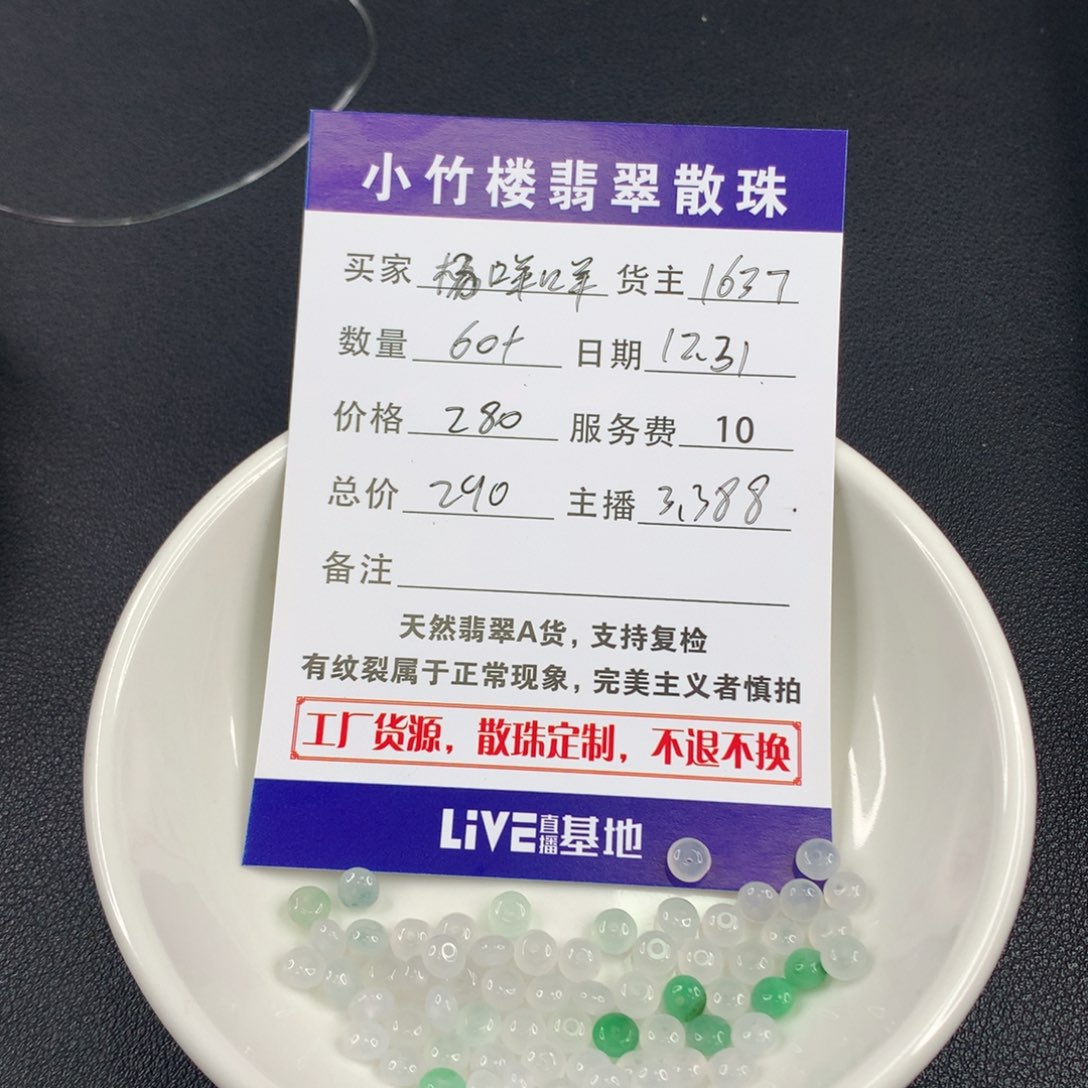 小竹楼翡翠散珠
买家 杨咩咩 货主 1637
数量 60+ 日期 12.31
价格 280 服务费 10
总价 290 主播 3.388
备注
天然翡翠A货，支持复检
有纹裂属于正常现象，完美主义者慎拍
工厂货源，散珠定制，不退不换
LiVE直播基地